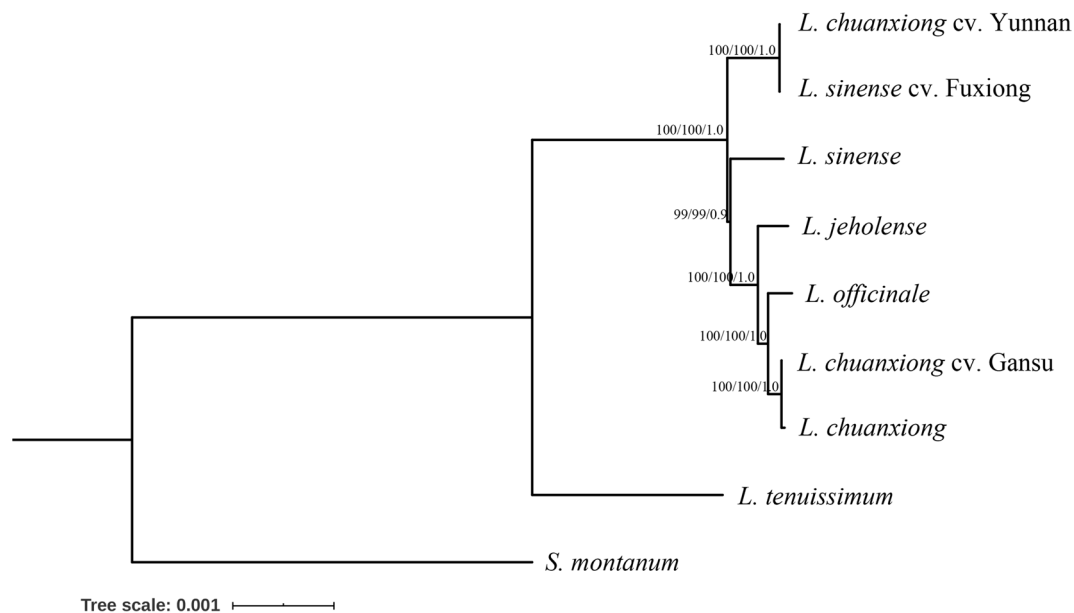 L. chuanxiong cv. Yunnan
100/100/1.0
L. sinense cv. Fuxiong
100/100/1.0
L. sinense
99/99/0.9
L. jeholense
100/100/1.0
L. officinale
100/100/1.0
L. chuanxiong cv. Gansu
100/100/1.0
L. chuanxiong
L. tenuissimum
S. montanum
Tree scale: 0.001